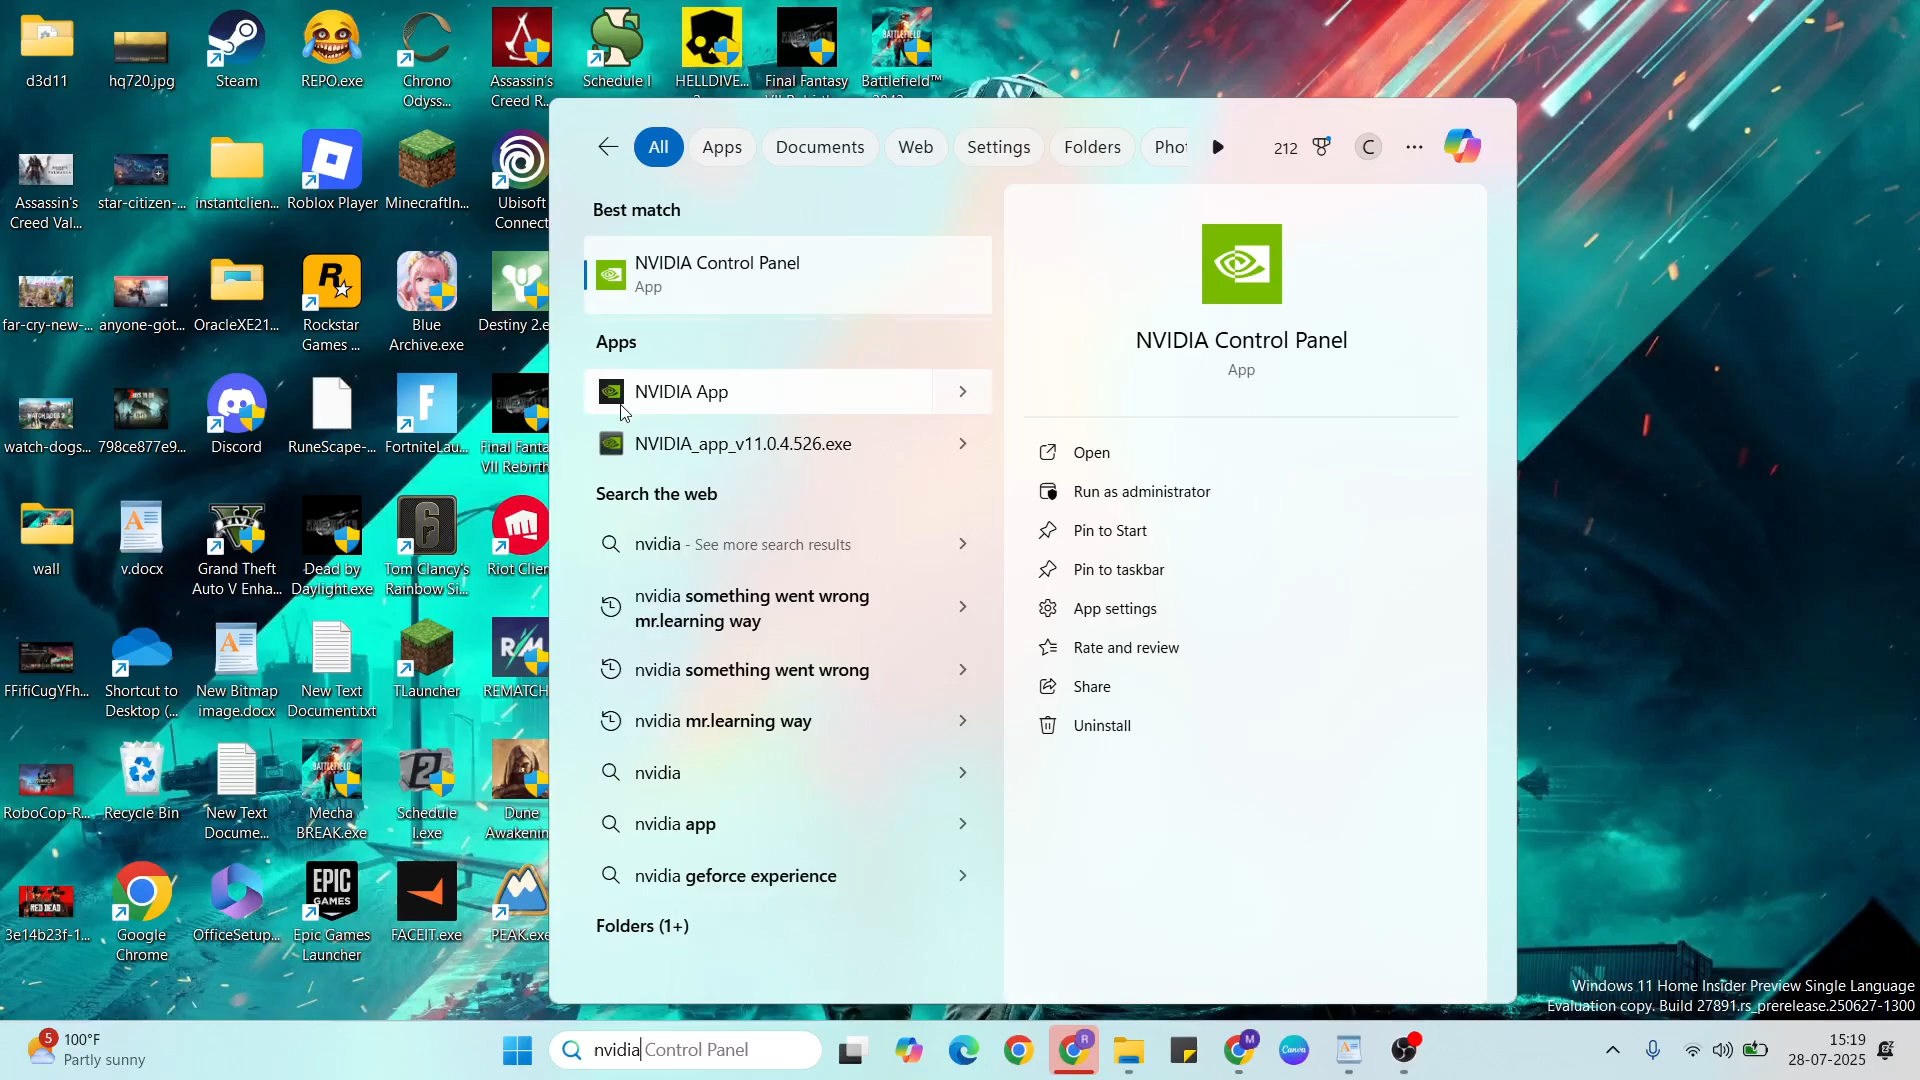 d3d11
hq720.jpg
Steam
REPO.exe
Chrono
Odyss...
Assassin's
Creed R...
Schedule I
HELLDIVE...
Final Fantasy
Battlefield™
Assassin's
Creed Val...
star-citizen-...
instantclien...
Roblox Player
MinecraftIn...
Ubisoft
Connect
far-cry-new-...
anyone-got...
OracleXE21...
Rockstar
Games ...
Blue
Archive.exe
Destiny 2.e
watch-dogs...
798ce877e9...
Discord
RuneScape-...
FortniteLau...
Final Fanta
VII Rebirth
wall
v.docx
Grand Theft
Auto V Enha...
Dead by
Daylight.exe
Tom Clancy's
Rainbow Si...
Riot Clien
FFifiCugYFh...
Shortcut to
Desktop (...
New Bitmap
image.docx
New Text
Document.txt
TLauncher
REMATCH
RoboCop-R...
Recycle Bin
New Text
Docume...
Mecha
BREAK.exe
Schedule
I.exe
Dune
Awakenin
3e14b23f-1...
Google
Chrome
OfficeSetup...
Epic Games
Launcher
FACEIT.exe
PEAK.exe
All
Apps
Documents
Web
Settings
Folders
Phot
212
C
Best match
NVIDIA Control Panel
App
Apps
NVIDIA App
NVIDIA_app_v11.0.4.526.exe
Search the web
nvidia - See more search results
nvidia something went wrong
mr.learning way
nvidia something went wrong
nvidia mr.learning way
nvidia
nvidia app
nvidia geforce experience
Folders (1+)
NVIDIA Control Panel
App
Open
Run as administrator
Pin to Start
Pin to taskbar
App settings
Rate and review
Share
Uninstall
Windows 11 Home Insider Preview Single Language
Evaluation copy. Build 27891.rs_prerelease.250627-1300
5
100°F
Partly sunny
nvidia Control Panel
R
M
Canva
15:19
28-07-2025